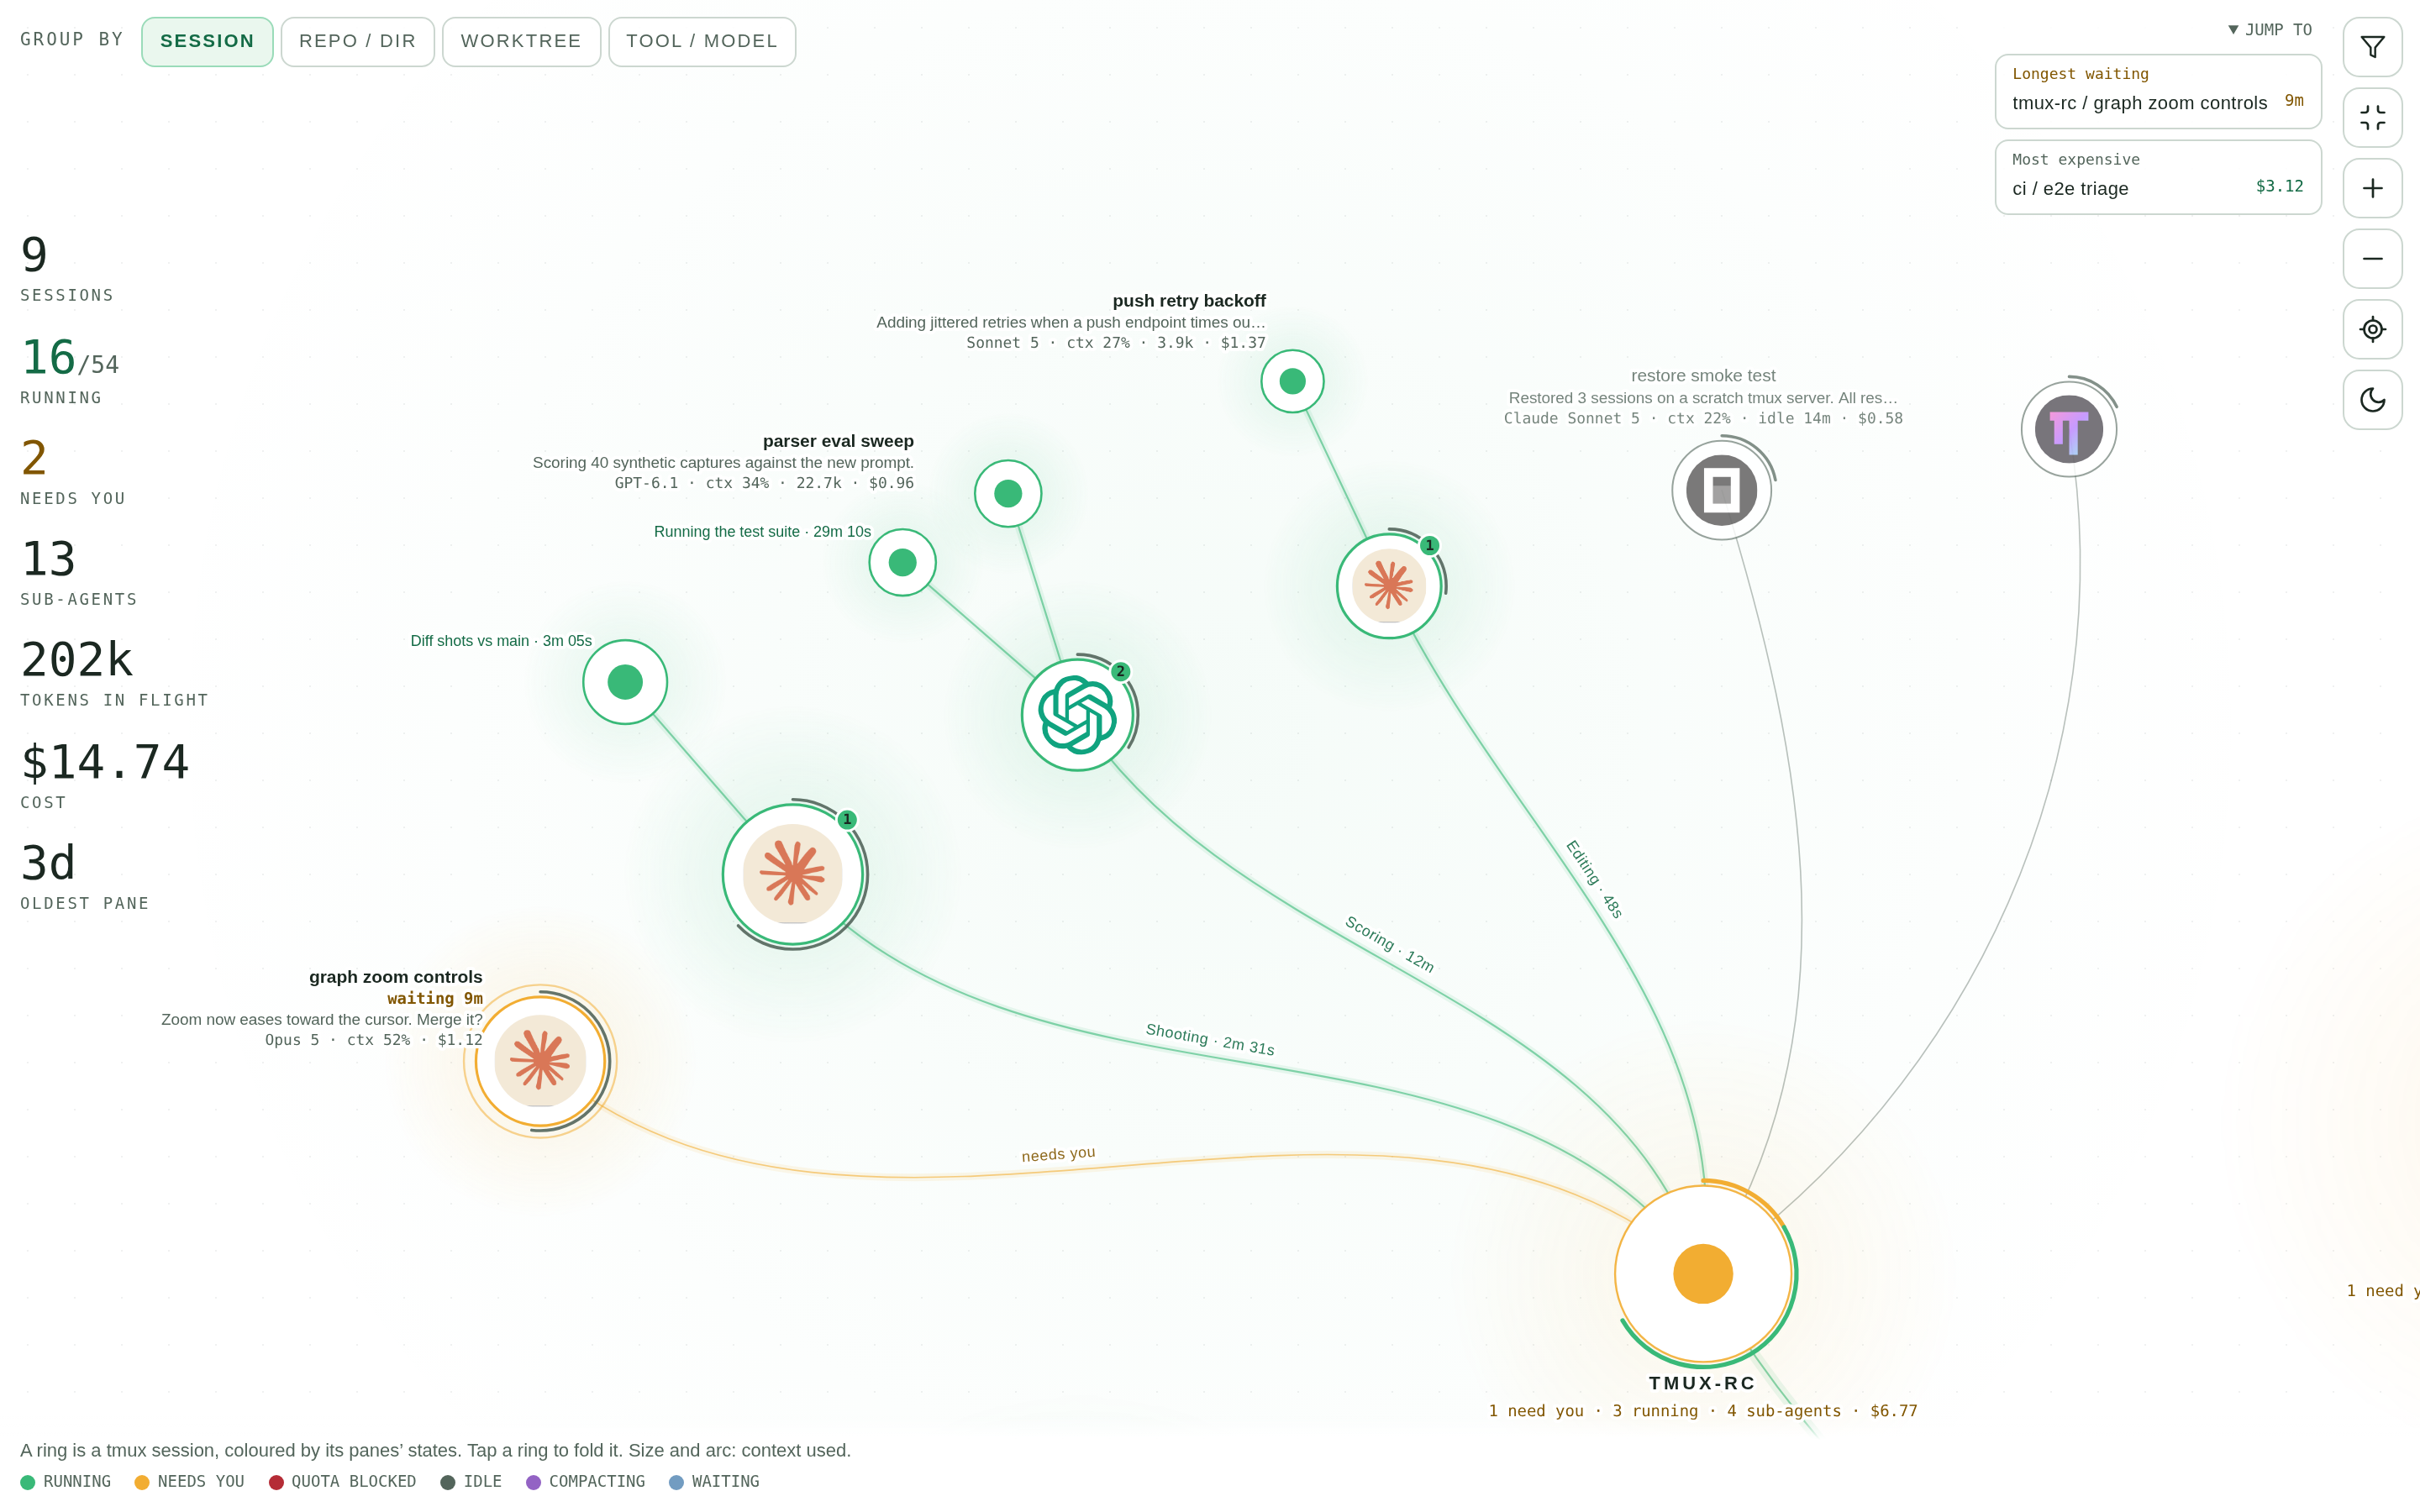 GROUP BY SESSION REPO / DIR WORKTREE TOOL / MODEL
▼ JUMP TO
Longest waiting
tmux-rc / graph zoom controls 9m
Most expensive
ci / e2e triage $3.12
9
SESSIONS
16/54
RUNNING
2
NEEDS YOU
13
SUB-AGENTS
202k
TOKENS IN FLIGHT
$14.74
COST
3d
OLDEST PANE
push retry backoff
Adding jittered retries when a push endpoint times ou…
Sonnet 5 · ctx 27% · 3.9k · $1.37
restore smoke test
Restored 3 sessions on a scratch tmux server. All res…
Claude Sonnet 5 · ctx 22% · idle 14m · $0.58
parser eval sweep
Scoring 40 synthetic captures against the new prompt.
GPT-6.1 · ctx 34% · 22.7k · $0.96
Running the test suite · 29m 10s
1
Diff shots vs main · 3m 05s
2
1
Editing · 48s
Scoring · 12m
Shooting · 2m 31s
graph zoom controls
waiting 9m
Zoom now eases toward the cursor. Merge it?
Opus 5 · ctx 52% · $1.12
needs you
1 need y
TMUX-RC
1 need you · 3 running · 4 sub-agents · $6.77
A ring is a tmux session, coloured by its panes’ states. Tap a ring to fold it. Size and arc: context used.
RUNNING NEEDS YOU QUOTA BLOCKED IDLE COMPACTING WAITING